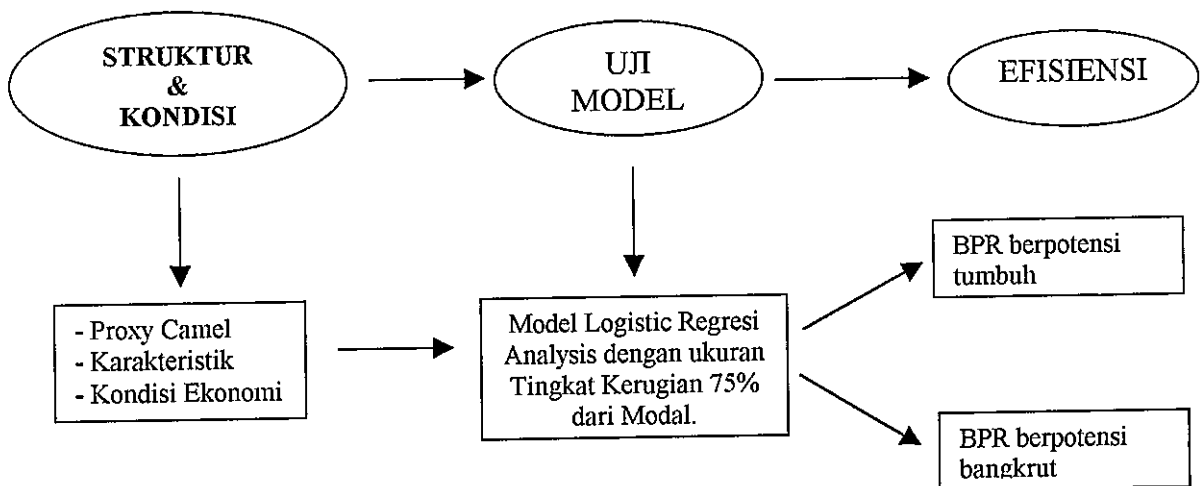 STRUKTUR
&
KONDISI
UJI
MODEL
EFISIENSI
- Proxy Camel
- Karakteristik
- Kondisi Ekonomi
Model Logistic Regresi
Analysis dengan ukuran
Tingkat Kerugian 75%
dari Modal.
BPR berpotensi
tumbuh
BPR berpotensi
bangkrut